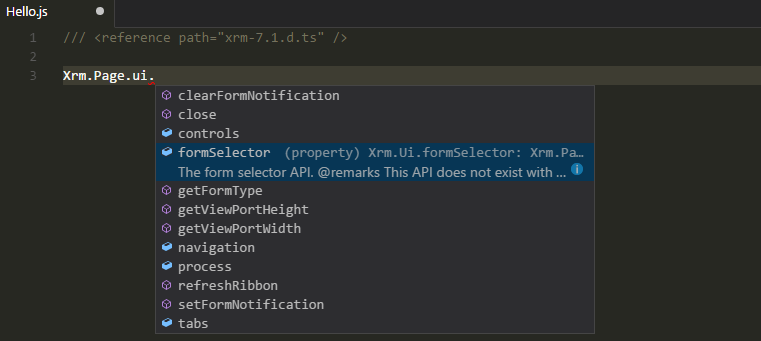 Hello.js
1 /// <reference path="xrm-7.1.d.ts" />
2
3 Xrm.Page.ui.
clearFormNotification
close
controls
formSelector (property) Xrm.Ui.formSelector: Xrm.Pa…
The form selector API. @remarks This API does not exist with ...
getFormType
getViewPortHeight
getViewPortWidth
navigation
process
refreshRibbon
setFormNotification
tabs